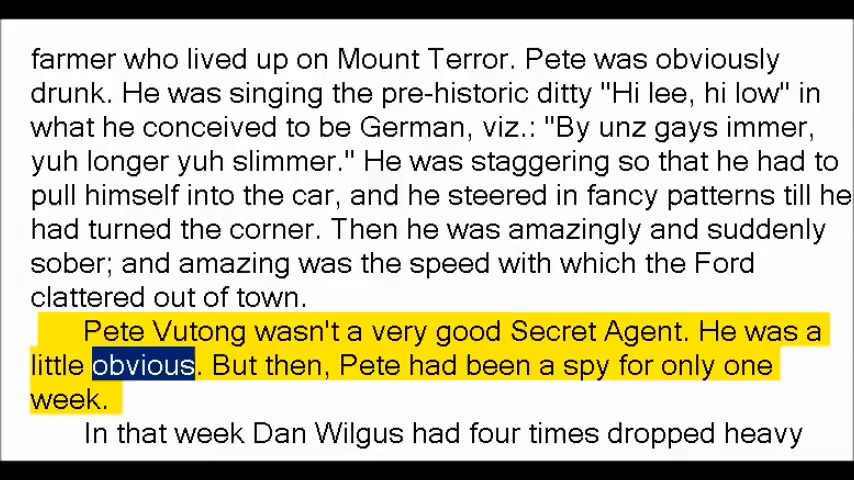 farmer who lived up on Mount Terror. Pete was obviously
drunk. He was singing the pre-historic ditty "Hi lee, hi low" in
what he conceived to be German, viz.: "By unz gays immer,
yuh longer yuh slimmer." He was staggering so that he had to
pull himself into the car, and he steered in fancy patterns till he
had turned the corner. Then he was amazingly and suddenly
sober; and amazing was the speed with which the Ford
clattered out of town.
Pete Vutong wasn't a very good Secret Agent. He was a
little obvious. But then, Pete had been a spy for only one
week.
In that week Dan Wilgus had four times dropped heavy